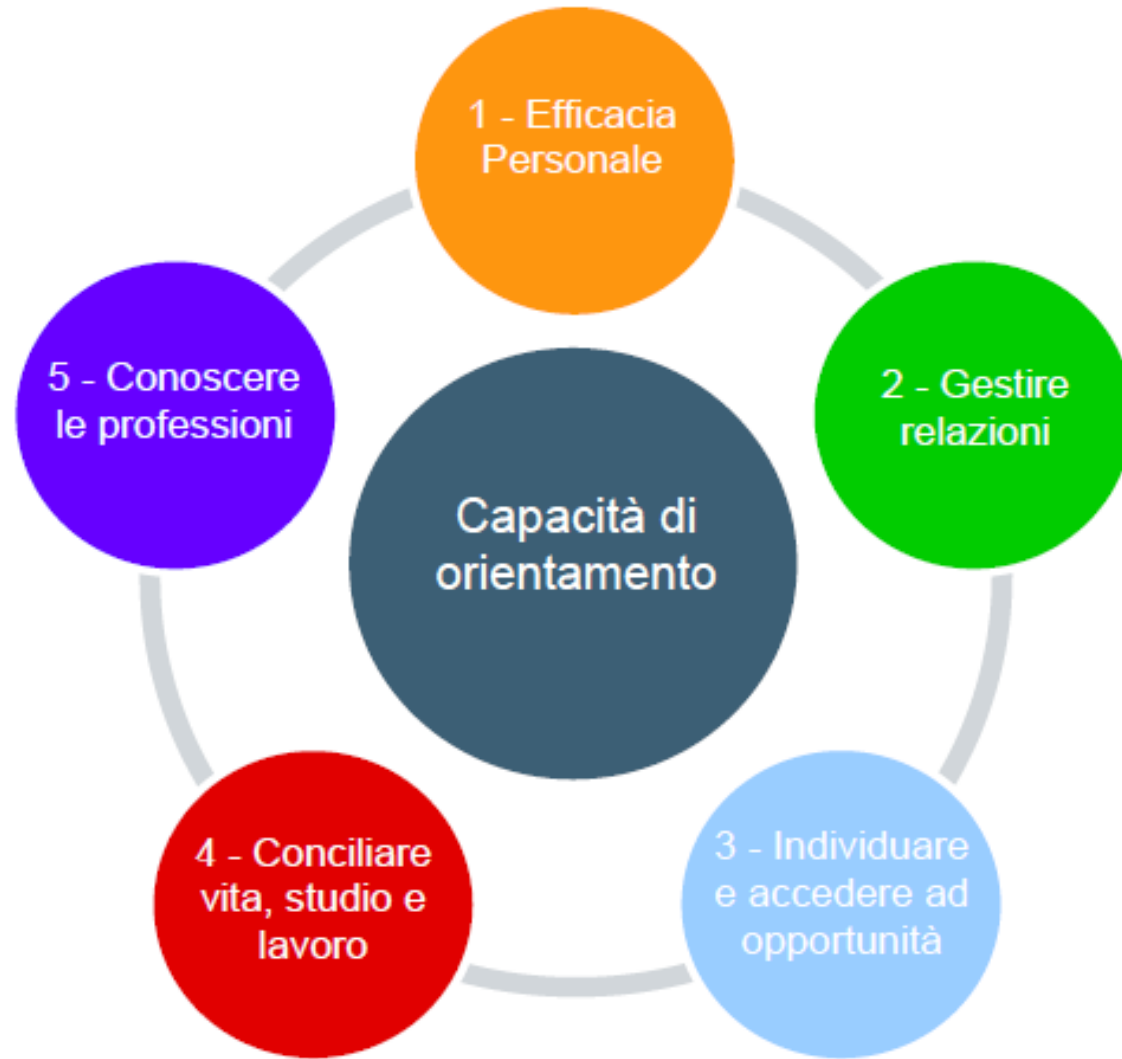 1 - Efficacia
Personale
2 - Gestire
relazioni
3 - Individuare
e accedere ad
opportunità
4 - Conciliare
vita, studio e
lavoro
5 - Conoscere
le professioni
Capacità di
orientamento